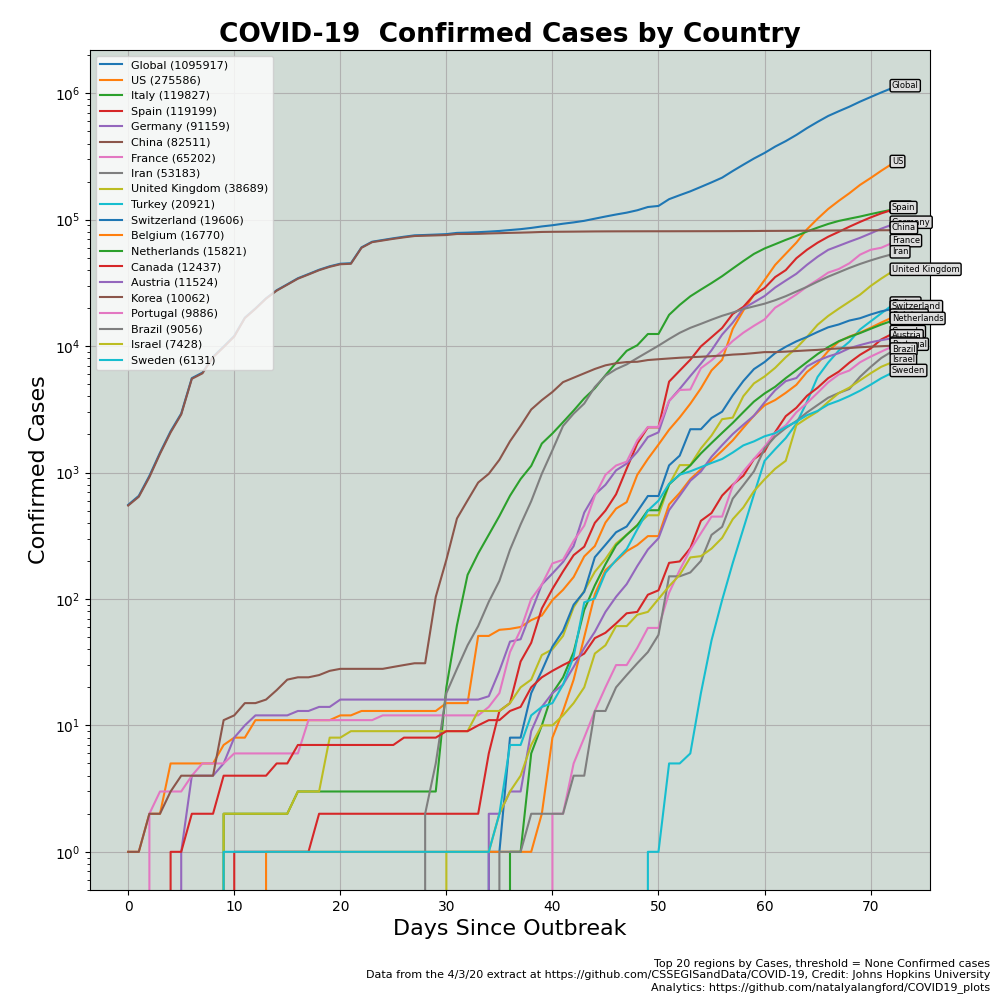 COVID-19  Confirmed Cases by Country
Global (1095917)
US (275586)
Italy (119827)
Spain (119199)
Germany (91159)
China (82511)
France (65202)
Iran (53183)
United Kingdom (38689)
Turkey (20921)
Switzerland (19606)
Belgium (16770)
Netherlands (15821)
Canada (12437)
Austria (11524)
Korea (10062)
Portugal (9886)
Brazil (9056)
Israel (7428)
Sweden (6131)
Global
US
Spain
Germany
China
France
Iran
United Kingdom
Switzerland
Netherlands
Austria
Portugal
Brazil
Israel
Sweden
Confirmed Cases
10⁶
10⁵
10⁴
10³
10²
10¹
10⁰
0 10 20 30 40 50 60 70
Days Since Outbreak
Top 20 regions by Cases, threshold = None Confirmed cases
Data from the 4/3/20 extract at https://github.com/CSSEGISandData/COVID-19, Credit: Johns Hopkins University
Analytics: https://github.com/natalyalangford/COVID19_plots